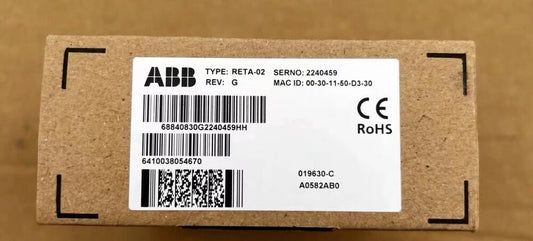 ABB
TYPE: RETA-02 SERNO: 2240459
REV: G MAC ID: 00-30-11-50-D3-30
68840830G2240459HH
6410038054670
CE
RoHS
019630-C
A0582AB0